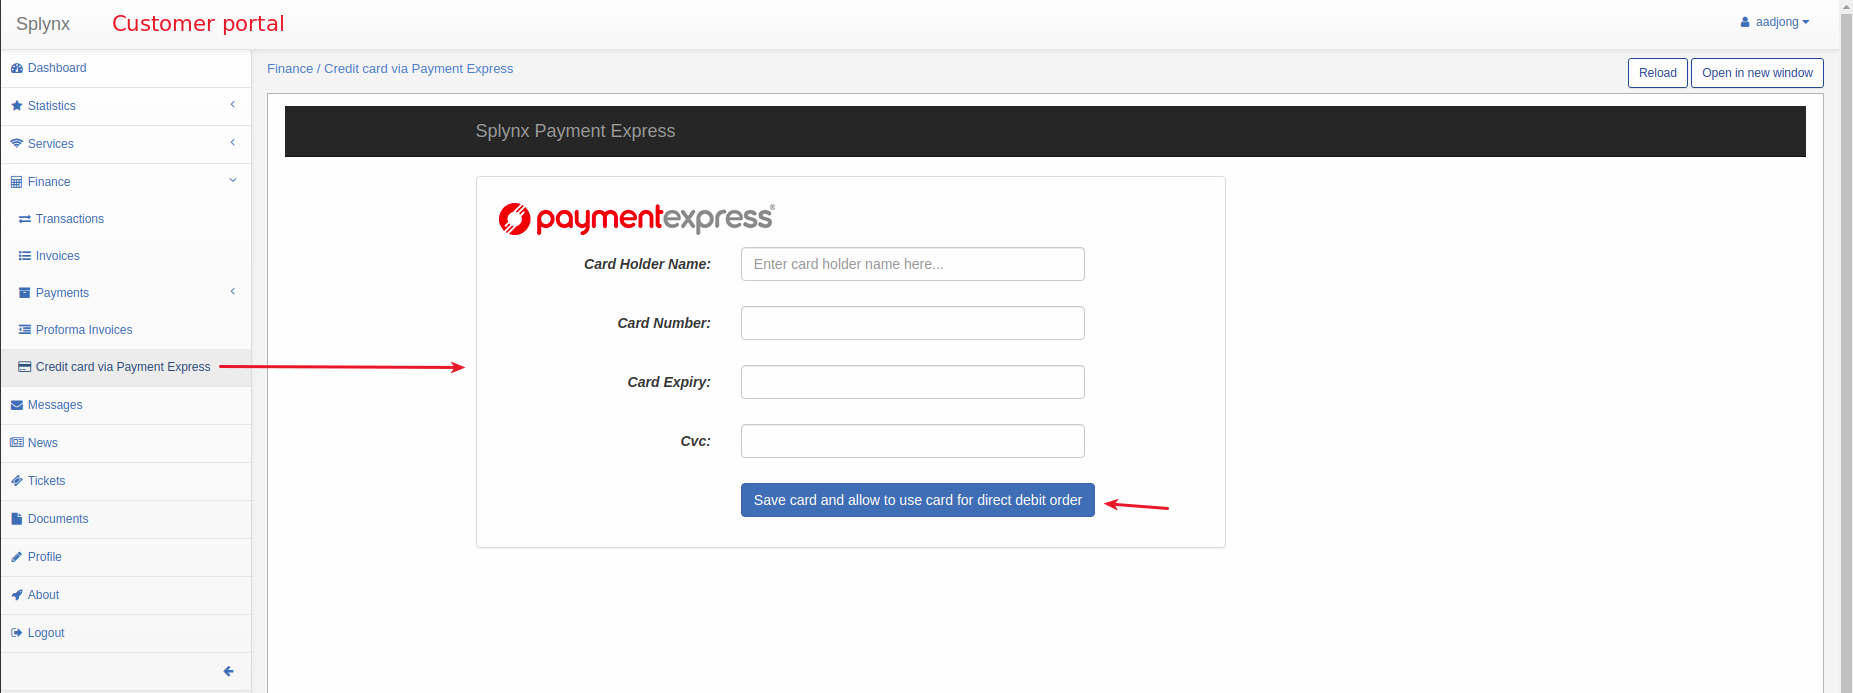 Splynx
Customer portal
aadjong
Dashboard
Statistics
Services
Finance
Transactions
Invoices
Payments
Proforma Invoices
Credit card via Payment Express
Messages
News
Tickets
Documents
Profile
About
Logout
Finance / Credit card via Payment Express
Reload
Open in new window
Splynx Payment Express
paymentexpress®
Card Holder Name:
Enter card holder name here...
Card Number:
Card Expiry:
Cvc:
Save card and allow to use card for direct debit order